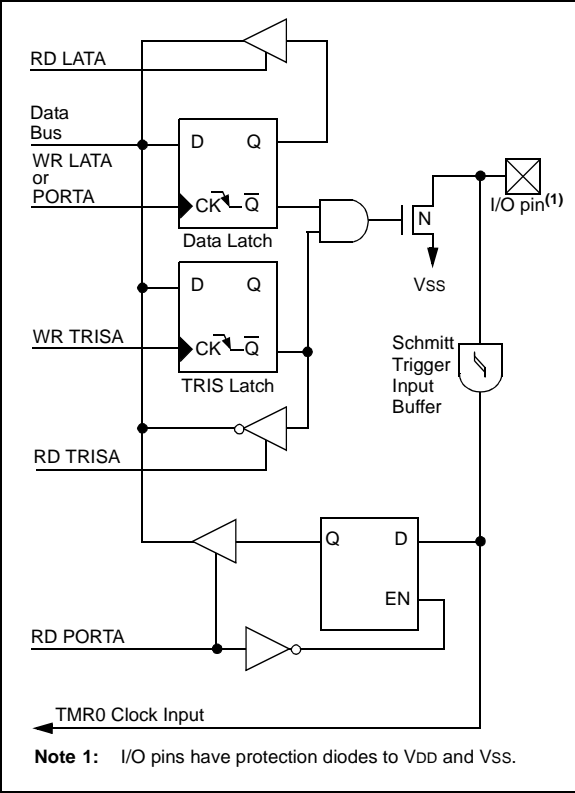 RD LATA
Data
Bus
WR LATA
or
PORTA
D Q
CK Q
Data Latch
N
I/O pin(1)
VSS
D Q
WR TRISA
CK Q
TRIS Latch
Schmitt
Trigger
Input
Buffer
RD TRISA
Q D
EN
RD PORTA
TMR0 Clock Input
Note 1: I/O pins have protection diodes to VDD and VSS.